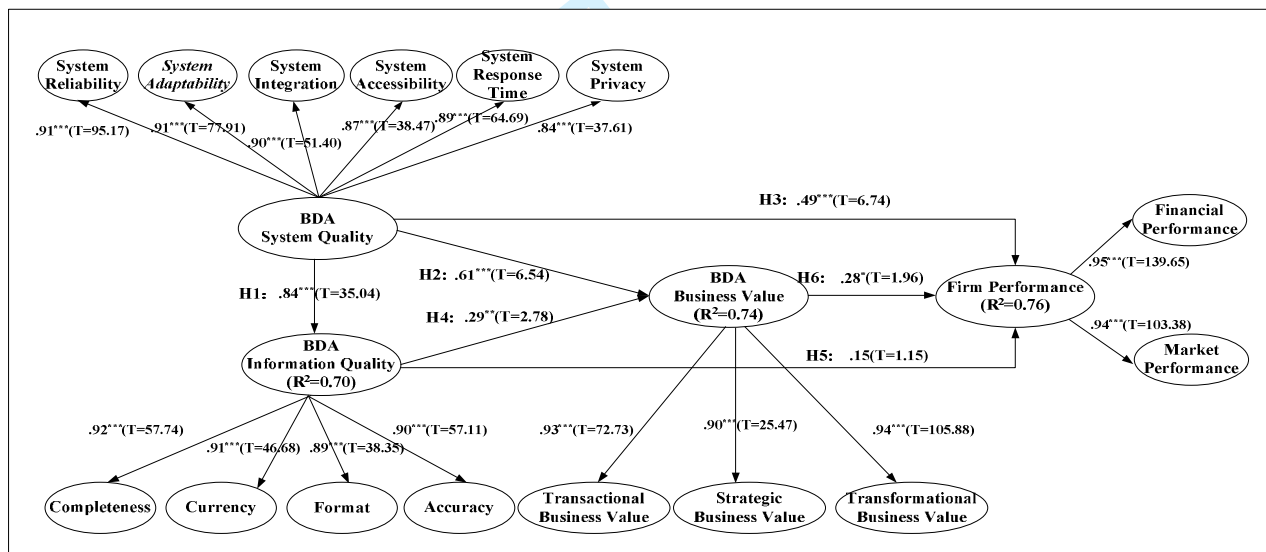 System
Reliability
System
Adaptability
System
Integration
System
Accessibility
System
Response
Time
System
Privacy
.91***(T=95.17)
.91***(T=77.91)
.90***(T=51.40)
.87***(T=38.47)
.89***(T=64.69)
.84***(T=37.61)
BDA
System Quality
H3: .49***(T=6.74)
Financial
Performance
H2: .61***(T=6.54)
.95***(T=139.65)
H1: .84***(T=35.04)
BDA
Business Value
(R²=0.74)
H6: .28*(T=1.96)
Firm Performance
(R²=0.76)
H4: .29**(T=2.78)
.94***(T=103.38)
BDA
Information Quality
(R²=0.70)
H5: .15(T=1.15)
Market
Performance
.92***(T=57.74)
.91***(T=46.68)
.89***(T=38.35)
.90***(T=57.11)
.93***(T=72.73)
.90***(T=25.47)
.94***(T=105.88)
Completeness
Currency
Format
Accuracy
Transactional
Business Value
Strategic
Business Value
Transformational
Business Value